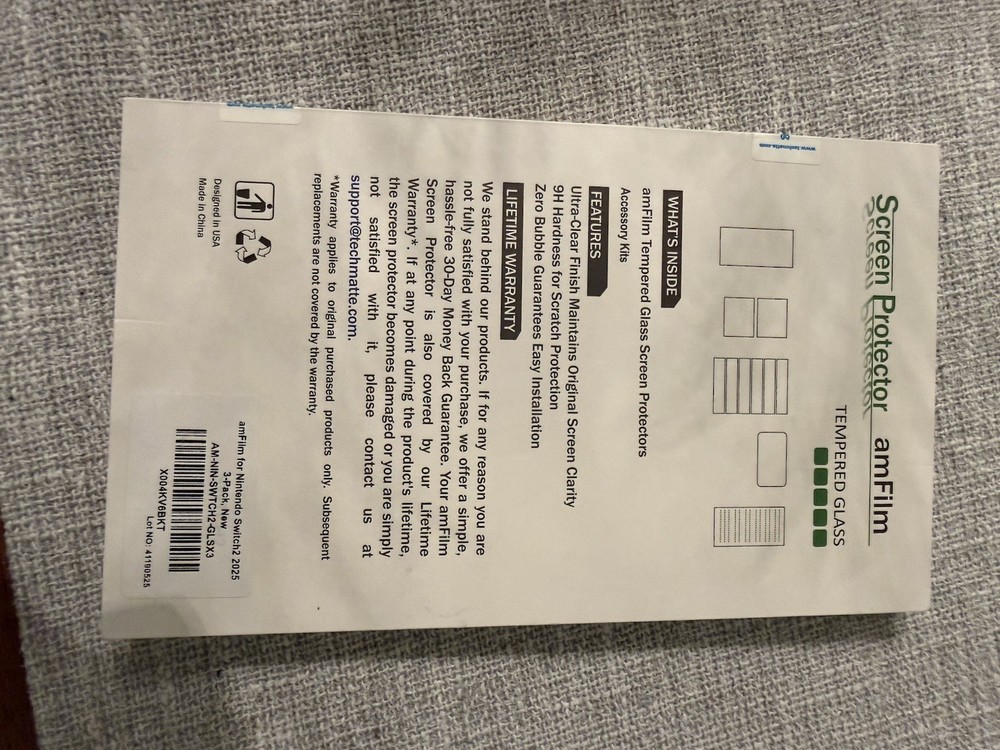 Screen Protector amFilm
TEMPERED GLASS
WHAT'S INSIDE
amFilm Tempered Glass Screen Protectors
Accessory Kits
FEATURES
Ultra-Clear Finish Maintains Original Screen Clarity
9H Hardness for Scratch Protection
Zero Bubble Guarantees Easy Installation
LIFETIME WARRANTY
We stand behind our products. If for any reason you are
not fully satisfied with your purchase, we offer a simple,
hassle-free 30-Day Money Back Guarantee. Your amFilm
Screen Protector is also covered by our Lifetime
Warranty*. If at any point during the product's lifetime,
the screen protector becomes damaged or you are simply
not satisfied with it, please contact us at
support@techmatte.com.
*Warranty applies to original purchased products only. Subsequent
replacements are not covered by the warranty.
Designed in USA
Made in China
amFilm for Nintendo Switch2 2025
3-Pack, New
AM-NIN-SWTCH2-GLSX3
X004KV6BKT
Lot NO: 41190525
www.techmatte.com